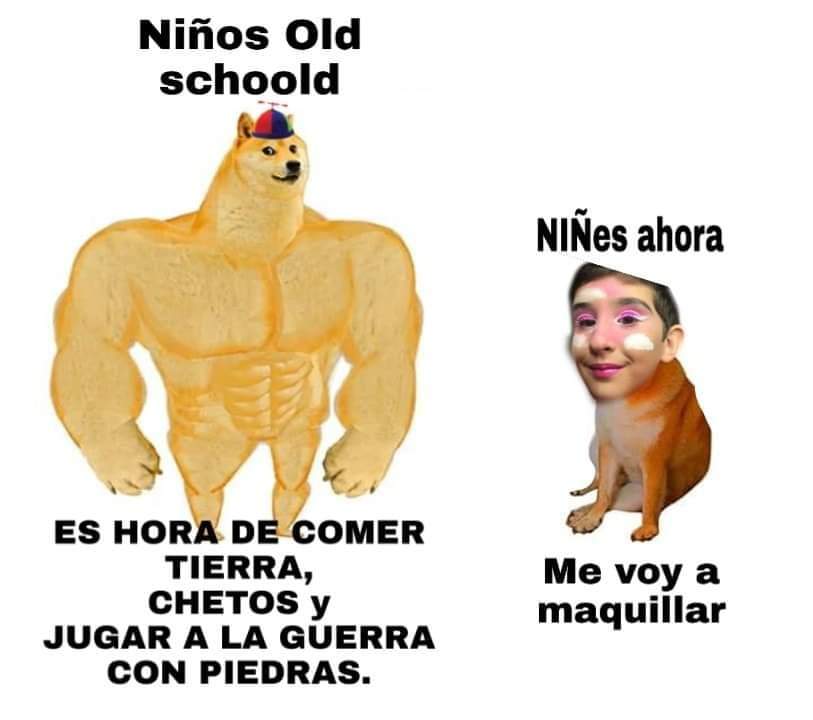 Niños Old
schoold
ES HORA DE COMER
TIERRA,
CHETOS y
JUGAR A LA GUERRA
CON PIEDRAS.
NIÑes ahora
Me voy a
maquillar